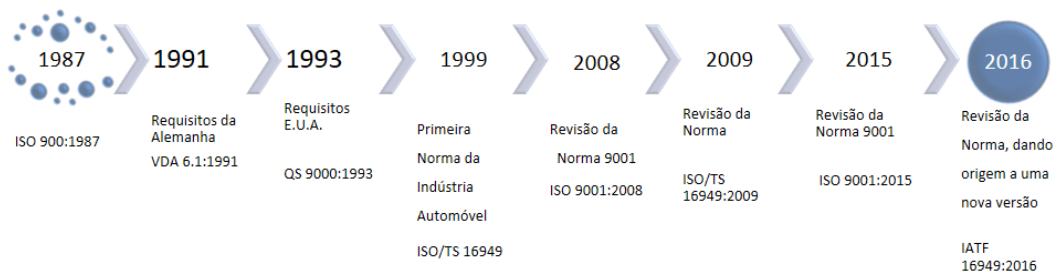 1987
ISO 900:1987
1991
Requisitos da
Alemanha
VDA 6.1:1991
1993
Requisitos
E.U.A.
QS 9000:1993
1999
Primeira
Norma da
Indústria
Automóvel
ISO/TS 16949
2008
Revisão da
Norma 9001
ISO 9001:2008
2009
Revisão da
Norma
ISO/TS
16949:2009
2015
Revisão da
Norma 9001
ISO 9001:2015
2016
Revisão da
Norma, dando
origem a uma
nova versão
IATF
16949:2016